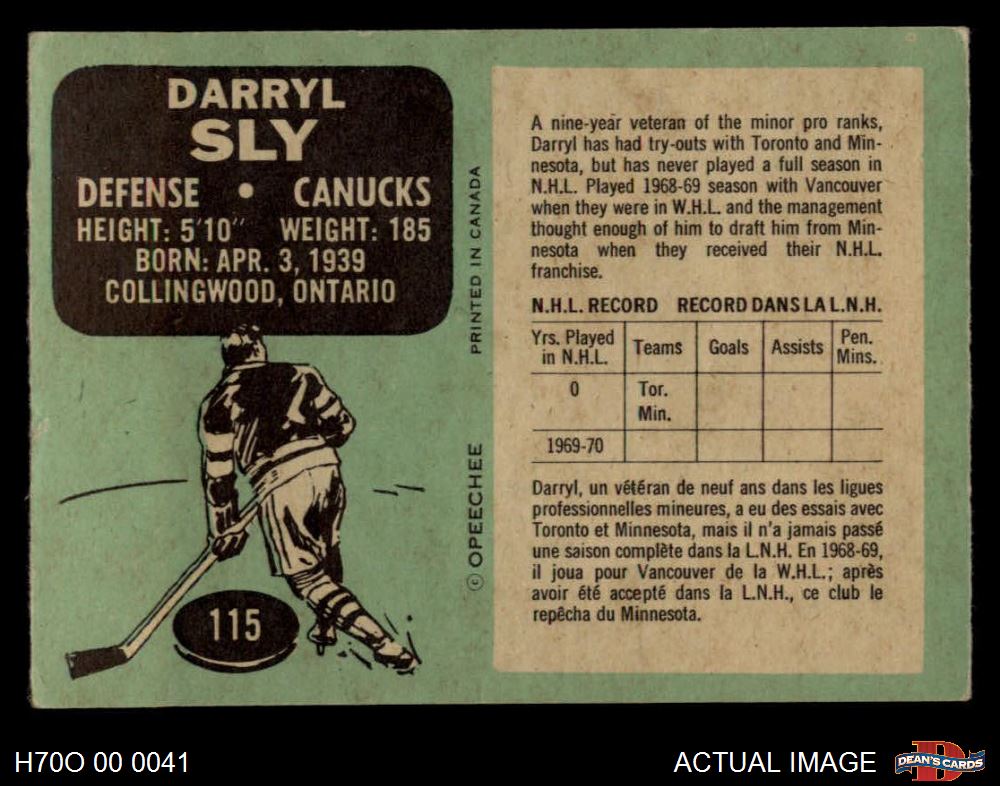 DARRYL
SLY
DEFENSE • CANUCKS
HEIGHT: 5'10" WEIGHT: 185
BORN: APR. 3, 1939
COLLINGWOOD, ONTARIO
115
© OPEECHEE PRINTED IN CANADA
A nine-year veteran of the minor pro ranks,
Darryl has had try-outs with Toronto and Min-
nesota, but has never played a full season in
N.H.L. Played 1968-69 season with Vancouver
when they were in W.H.L. and the management
thought enough of him to draft him from Min-
nesota when they received their N.H.L.
franchise.
N.H.L. RECORD RECORD DANS LA L.N.H.
Yrs. Played in N.H.L. Teams Goals Assists Pen. Mins.
0 Tor.
Min.
1969-70
Darryl, un vétéran de neuf ans dans les ligues
professionnelles mineures, a eu des essais avec
Toronto et Minnesota, mais il n'a jamais passé
une saison complète dans la L.N.H. En 1968-69,
il joua pour Vancouver de la W.H.L.; après
avoir été accepté dans la L.N.H., ce club le
repêcha du Minnesota.
H70O 00 0041
ACTUAL IMAGE
DEAN'S CARDS